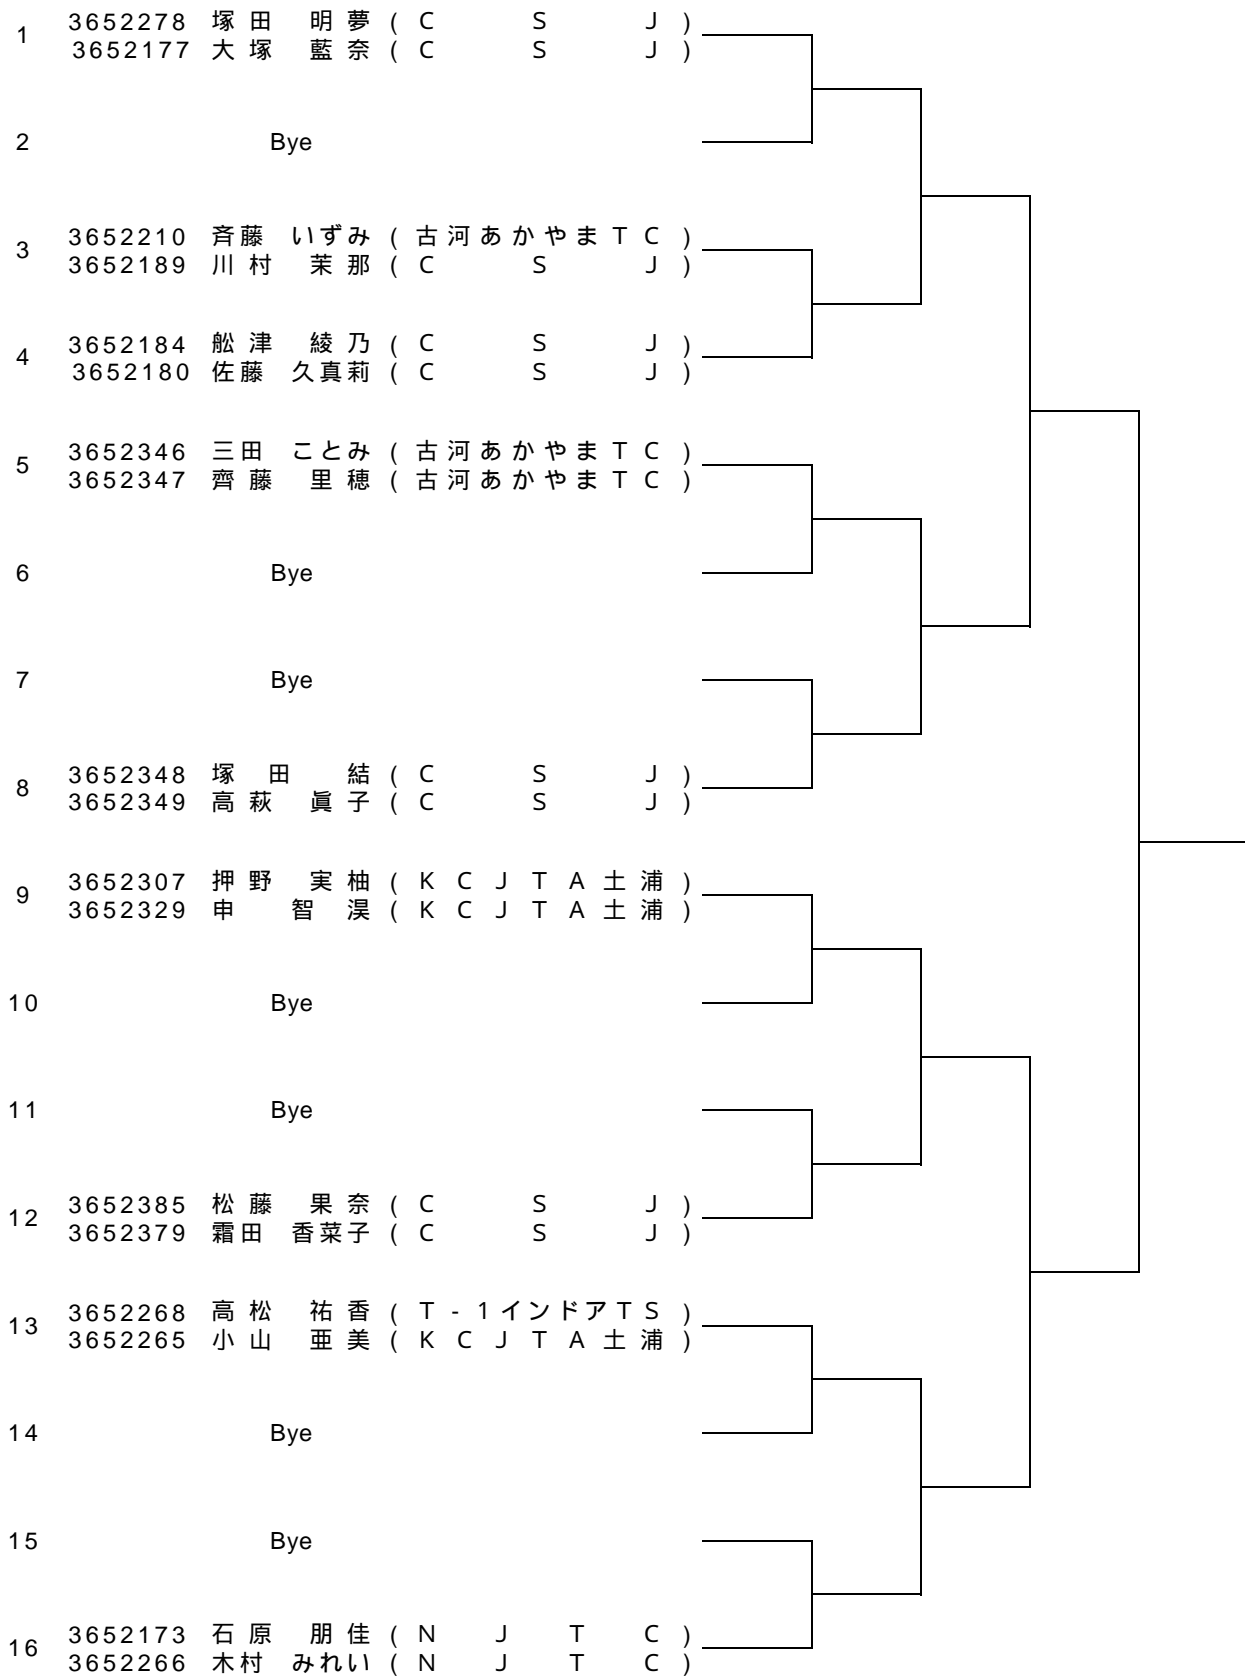 1 3652278 塚田 明夢 ( C S J )
3652177 大塚 藍奈 ( C S J )
2 Bye
3 3652210 斉藤 いずみ ( 古河あかやまTC )
3652189 川村 茉那 ( C S J )
4 3652184 舩津 綾乃 ( C S J )
3652180 佐藤 久真莉 ( C S J )
5 3652346 三田 ことみ ( 古河あかやまTC )
3652347 齊藤 里穂 ( 古河あかやまTC )
6 Bye
7 Bye
8 3652348 塚田 結 ( C S J )
3652349 高萩 眞子 ( C S J )
9 3652307 押野 実柚 ( KCJTA土浦 )
3652329 申 智淏 ( KCJTA土浦 )
10 Bye
11 Bye
12 3652385 松藤 果奈 ( C S J )
3652379 霜田 香菜子 ( C S J )
13 3652268 高松 祐香 ( T-1インドアTS )
3652265 小山 亜美 ( KCJTA土浦 )
14 Bye
15 Bye
16 3652173 石原 朋佳 ( N J T C )
3652266 木村 みれい ( N J T C )